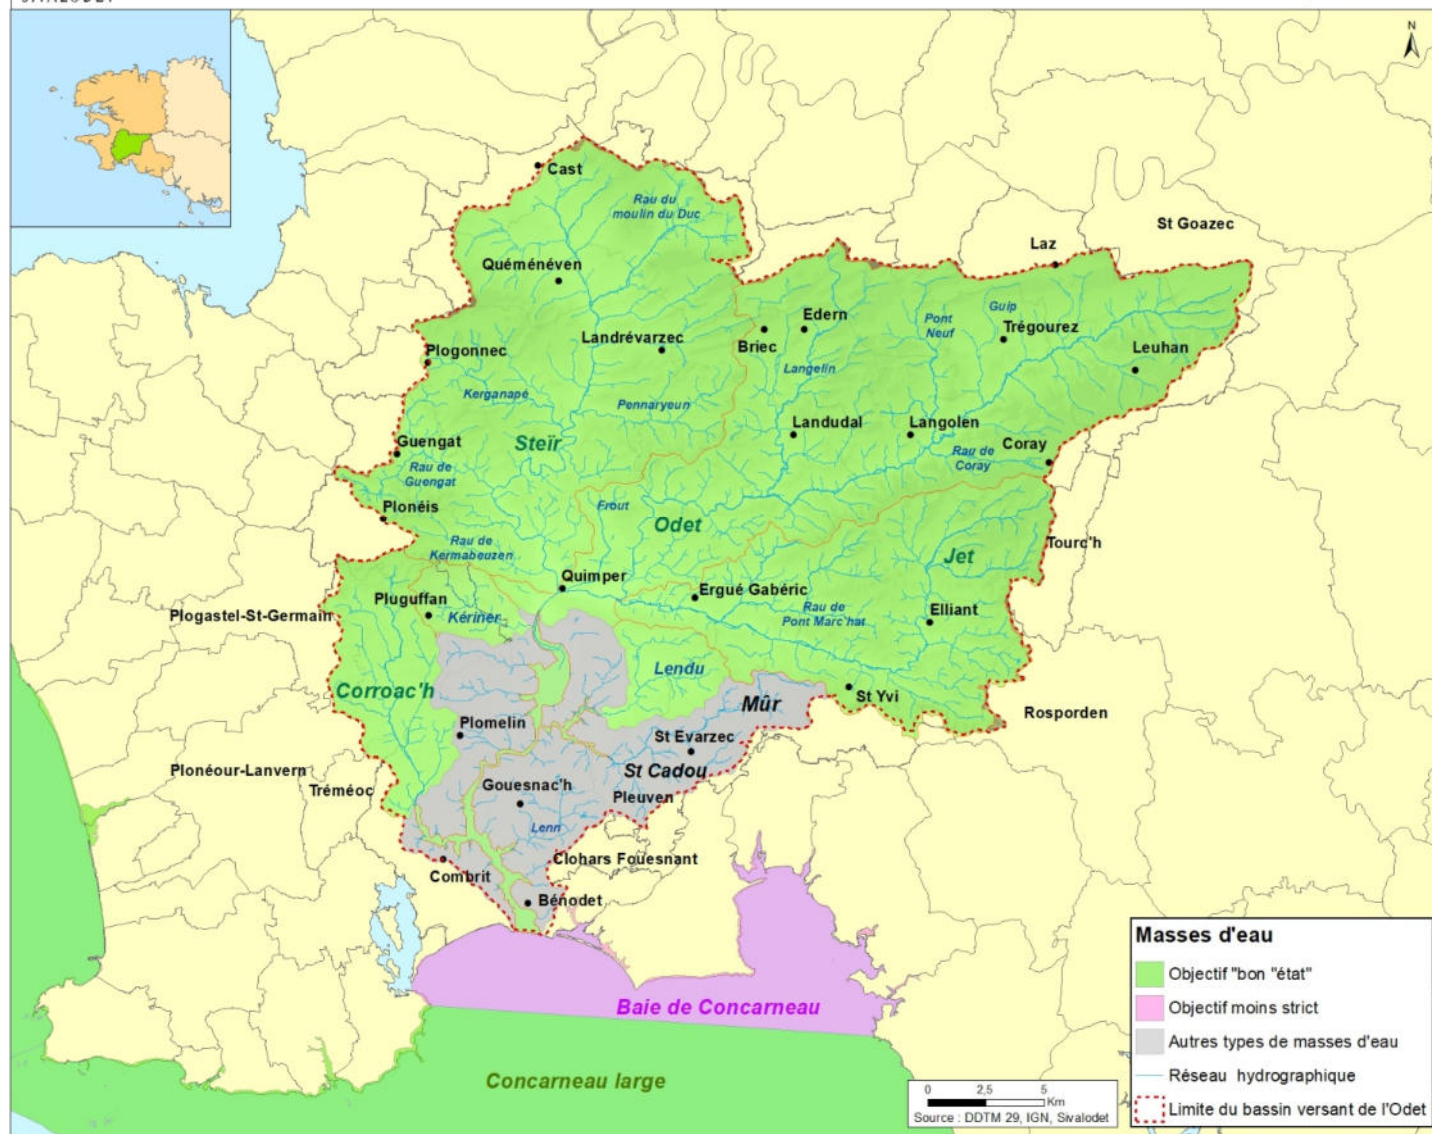 SIVALODET
N
Cast
Rau du
moulin du Duc
St Goazec
Laz
Quéménéven
Guip
Pont
Neuf
Edern
Trégourez
Landrévarzec
Briec
Leuhan
Plogonnec
Langelin
Kerganapé
Pennaryeun
Landudal
Langolen
Steïr
Guengat
Coray
Rau de
Guengat
Rau de
Coray
Plonéis
Frout
Odet
Rau de
Kermabeuzen
Tourc'h
Jet
Quimper
Ergué Gabéric
Pluguffan
Plogastel-St-Germain
Kériner
Rau de
Pont Marc'hat
Elliant
Lendu
Corroac'h
St Yvi
Mûr
Rosporden
Plomelin
St Evarzec
Plonéour-Lanvern
St Cadou
Tréméoc
Gouesnac'h
Pleuven
Lenn
Clohars Fouesnant
Combrit
Bénodet
Baie de Concarneau
Concarneau large
Masses d'eau
Objectif "bon "état"
Objectif moins strict
Autres types de masses d'eau
Réseau hydrographique
Limite du bassin versant de l'Odet
0 2,5 5
Km
Source : DDTM 29, IGN, Sivalodet